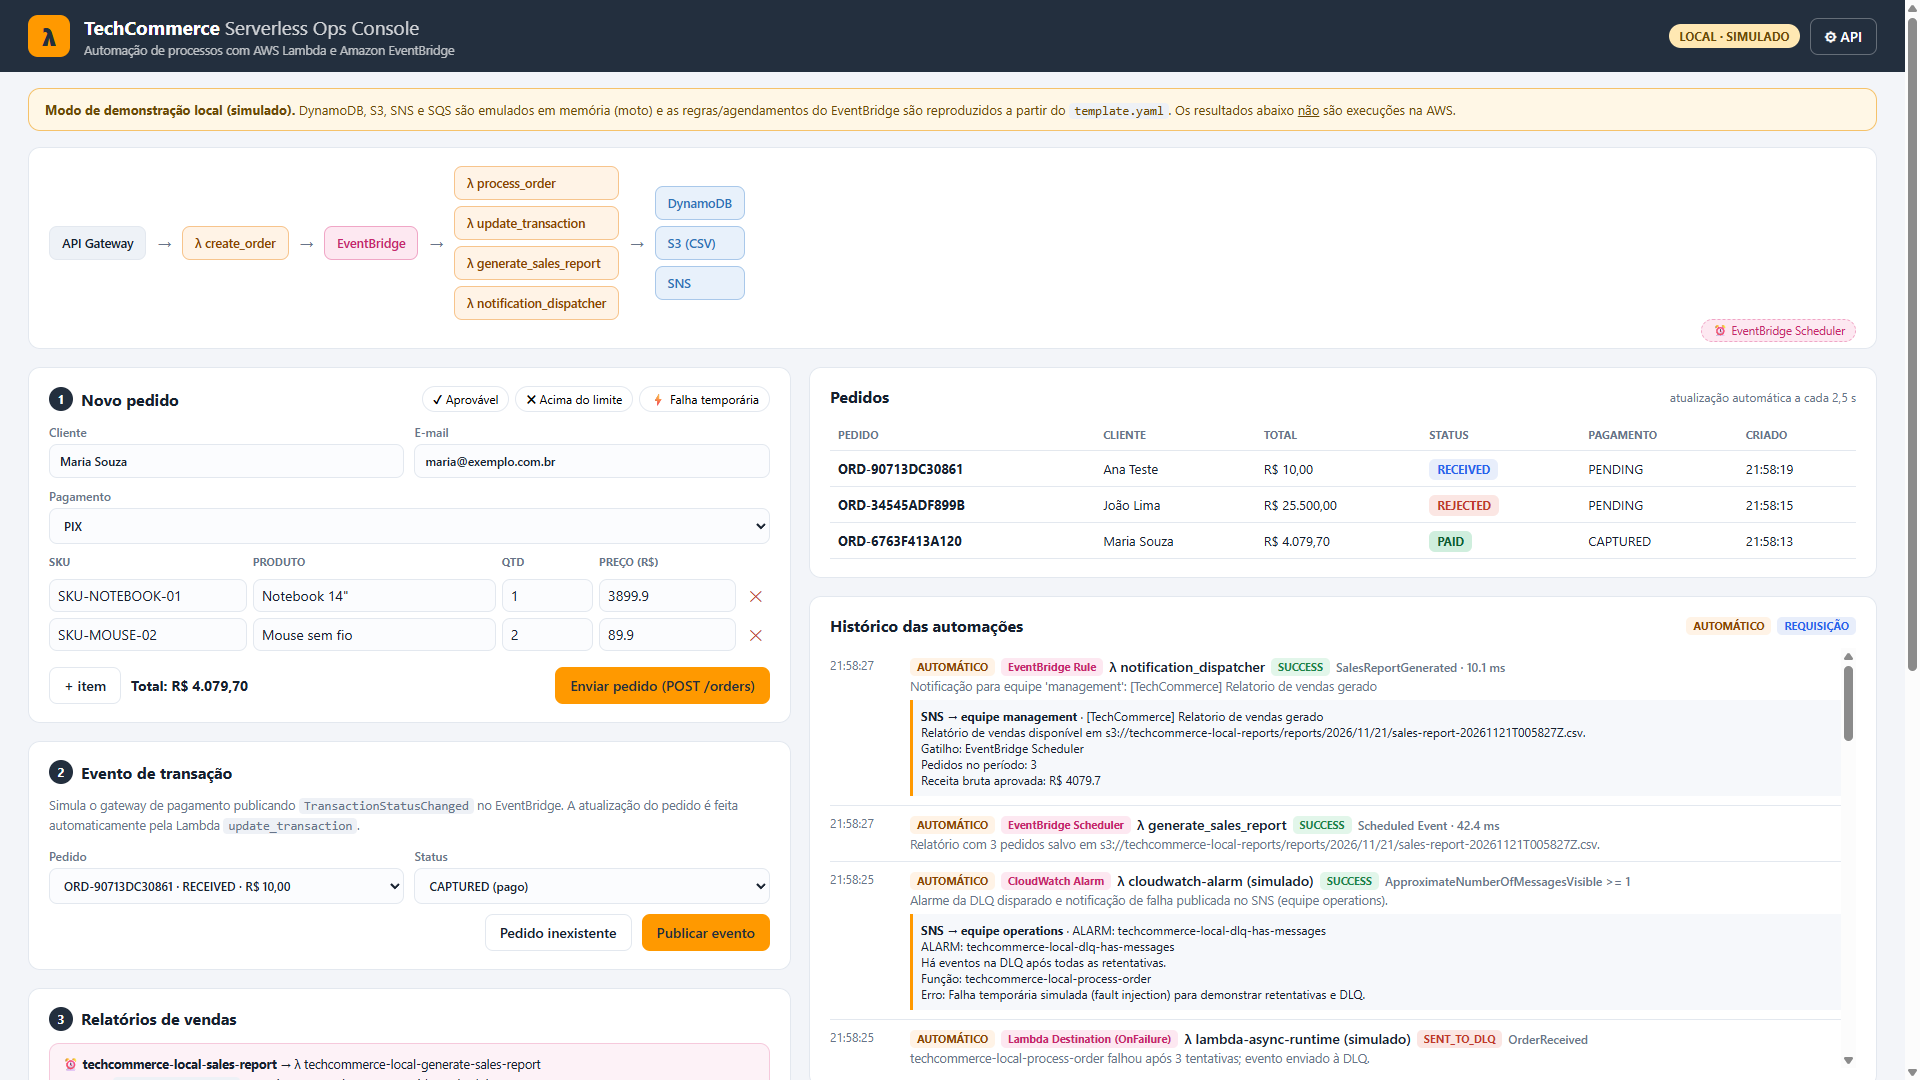 λ
TechCommerce Serverless Ops Console
Automação de processos com AWS Lambda e Amazon EventBridge
LOCAL · SIMULADO
⚙ API
Modo de demonstração local (simulado). DynamoDB, S3, SNS e SQS são emulados em memória (moto) e as regras/agendamentos do EventBridge são reproduzidos a partir do template.yaml. Os resultados abaixo não são execuções na AWS.
API Gateway
→
λ create_order
→
EventBridge
→
λ process_order
λ update_transaction
λ generate_sales_report
λ notification_dispatcher
→
DynamoDB
S3 (CSV)
SNS
⏰ EventBridge Scheduler
1 Novo pedido
✓ Aprovável
✕ Acima do limite
⚡ Falha temporária
Cliente
E-mail
Maria Souza
maria@exemplo.com.br
Pagamento
PIX
SKU PRODUTO QTD PREÇO (R$)
SKU-NOTEBOOK-01 Notebook 14" 1 3899.9 ✕
SKU-MOUSE-02 Mouse sem fio 2 89.9 ✕
+ item
Total: R$ 4.079,70
Enviar pedido (POST /orders)
2 Evento de transação
Simula o gateway de pagamento publicando TransactionStatusChanged no EventBridge. A atualização do pedido é feita
automaticamente pela Lambda update_transaction.
Pedido
Status
ORD-90713DC30861 · RECEIVED · R$ 10,00
CAPTURED (pago)
Pedido inexistente
Publicar evento
3 Relatórios de vendas
⏰ techcommerce-local-sales-report → λ techcommerce-local-generate-sales-report
Pedidos
atualização automática a cada 2,5 s
PEDIDO CLIENTE TOTAL STATUS PAGAMENTO CRIADO
ORD-90713DC30861 Ana Teste R$ 10,00 RECEIVED PENDING 21:58:19
ORD-34545ADF899B João Lima R$ 25.500,00 REJECTED PENDING 21:58:15
ORD-6763F413A120 Maria Souza R$ 4.079,70 PAID CAPTURED 21:58:13
Histórico das automações
AUTOMÁTICO
REQUISIÇÃO
21:58:27 AUTOMÁTICO EventBridge Rule λ notification_dispatcher SUCCESS SalesReportGenerated · 10.1 ms
Notificação para equipe 'management': [TechCommerce] Relatorio de vendas gerado
SNS → equipe management · [TechCommerce] Relatorio de vendas gerado
Relatório de vendas disponível em s3://techcommerce-local-reports/reports/2026/11/21/sales-report-20261121T005827Z.csv.
Gatilho: EventBridge Scheduler
Pedidos no período: 3
Receita bruta aprovada: R$ 4079.7
21:58:27 AUTOMÁTICO EventBridge Scheduler λ generate_sales_report SUCCESS Scheduled Event · 42.4 ms
Relatório com 3 pedidos salvo em s3://techcommerce-local-reports/reports/2026/11/21/sales-report-20261121T005827Z.csv.
21:58:25 AUTOMÁTICO CloudWatch Alarm λ cloudwatch-alarm (simulado) SUCCESS ApproximateNumberOfMessagesVisible >= 1
Alarme da DLQ disparado e notificação de falha publicada no SNS (equipe operations).
SNS → equipe operations · ALARM: techcommerce-local-dlq-has-messages
ALARM: techcommerce-local-dlq-has-messages
Há eventos na DLQ após todas as retentativas.
Função: techcommerce-local-process-order
Erro: Falha temporária simulada (fault injection) para demonstrar retentativas e DLQ.
21:58:25 AUTOMÁTICO Lambda Destination (OnFailure) λ lambda-async-runtime (simulado) SENT_TO_DLQ OrderReceived
techcommerce-local-process-order falhou após 3 tentativas; evento enviado à DLQ.